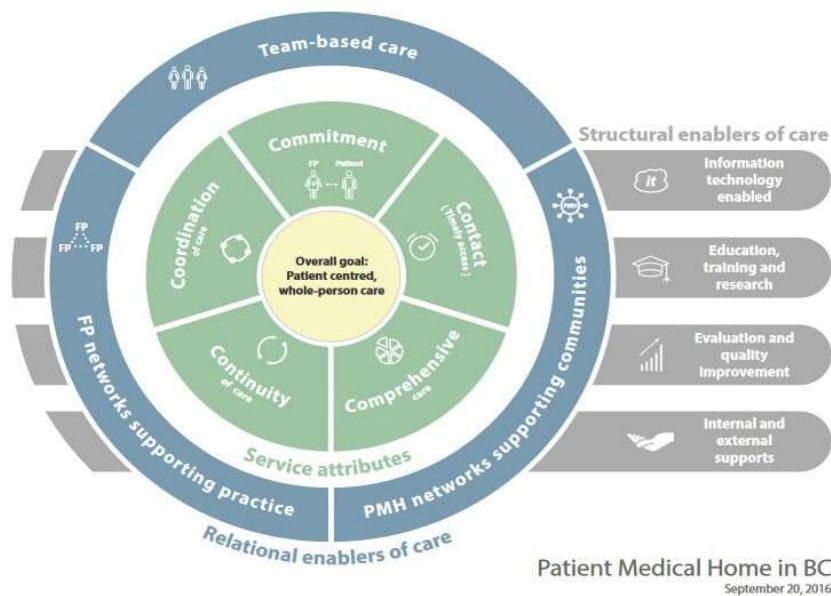 Team-based care
Structural enablers of care
Commitment
FP
Patient
Information
technology
enabled
it
Coordination
of care
Contact
(Timely access)
PMH
FP
FP
FP
Overall goal:
Patient centred,
whole-person care
Education,
training and
research
FP networks supporting practice
PMH networks supporting communities
Continuity
of care
Comprehensive
care
Evaluation and
quality
Improvement
Internal and
external
supports
Service attributes
Relational enablers of care
Patient Medical Home in BC
September 20, 2016